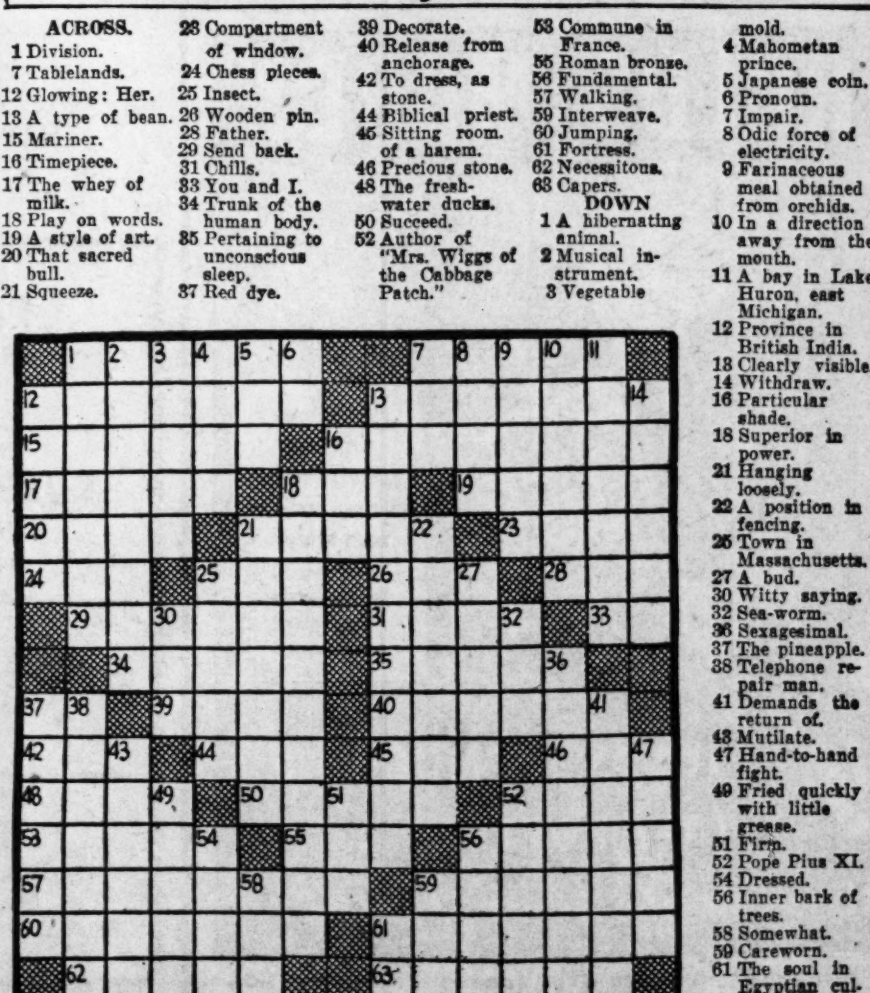 ACROSS.
1 Division.
7 Tablelands.
12 Glowing: Her.
13 A type of bean.
15 Mariner.
16 Timepiece.
17 The whey of
milk.
18 Play on words.
19 A style of art.
20 That sacred
bull.
21 Squeeze.
23 Compartment
of window.
24 Chess pieces.
25 Insect.
26 Wooden pin.
28 Father.
29 Send back.
31 Chills.
33 You and I.
34 Trunk of the
human body.
35 Pertaining to
unconscious
sleep.
37 Red dye.
39 Decorate.
40 Release from
anchorage.
42 To dress, as
stone.
44 Biblical priest.
45 Sitting room.
of a harem.
46 Precious stone.
48 The fresh-
water ducks.
50 Succeed.
52 Author of
"Mrs. Wiggs of
the Cabbage
Patch."
53 Commune in
France.
55 Roman bronze.
56 Fundamental.
57 Walking.
59 Interweave.
60 Jumping.
61 Fortress.
62 Necessitous.
63 Capers.
DOWN
1 A hibernating
animal.
2 Musical in-
strument.
3 Vegetable
mold.
4 Mahometan
prince.
5 Japanese coin.
6 Pronoun.
7 Impair.
8 Odic force of
electricity.
9 Farinaceous
meal obtained
from orchids.
10 In a direction
away from the
mouth.
11 A bay in Lake
Huron, east
Michigan.
12 Province in
British India.
13 Clearly visible
14 Withdraw.
16 Particular
shade.
18 Superior in
power.
21 Hanging
loosely.
22 A position in
fencing.
25 Town in
Massachusetts.
27 A bud.
30 Witty saying.
32 Sea-worm.
36 Sexagesimal.
37 The pineapple.
38 Telephone re-
pair man.
41 Demands the
return of.
43 Mutilate.
47 Hand-to-hand
fight.
49 Fried quickly
with little
grease.
51 Firm.
52 Pope Pius XI.
54 Dressed.
56 Inner bark of
trees.
58 Somewhat.
59 Careworn.
61 The soul in
Egyptian cul-
1 2 3 4 5 6 7 8 9 10 11
12 13 14
15 16
17 18 19
20 21 22 23
24 25 26 27 28
29 30 31 32 33
34 35 36
37 38 39 40 41
42 43 44 45 46 47
48 49 50 51 52
53 54 55 56
57 58 59
60 61
62 63